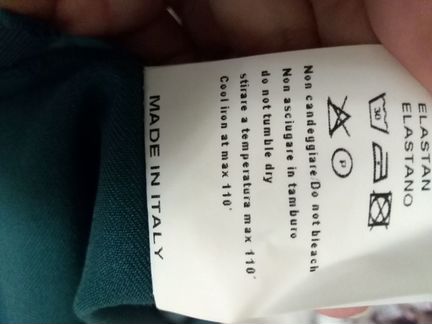 ELASTAN
ELASTANO
30
P
Non candeggiare/Do not bleach
Non asciugare in tamburo
do not tumble dry
stirare a temperatura max 110°
Cool iron at max 110°
MADE IN ITALY